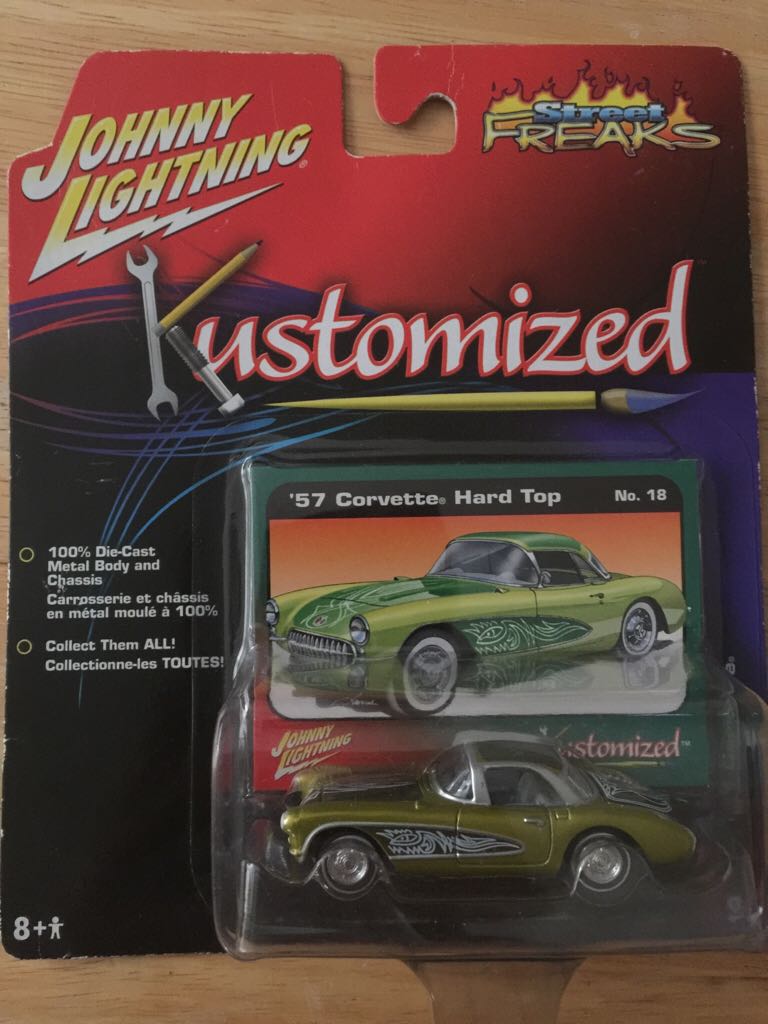 JOHNNY
LIGHTNING®
Street
FREAKS
Kustomized
'57 Corvette® Hard Top
No. 18
100% Die-Cast
Metal Body and
Chassis
Carrosserie et châssis
en métal moulé à 100%
Collect Them ALL!
Collectionne-les TOUTES!
JOHNNY
LIGHTNING
Kustomized™
8+